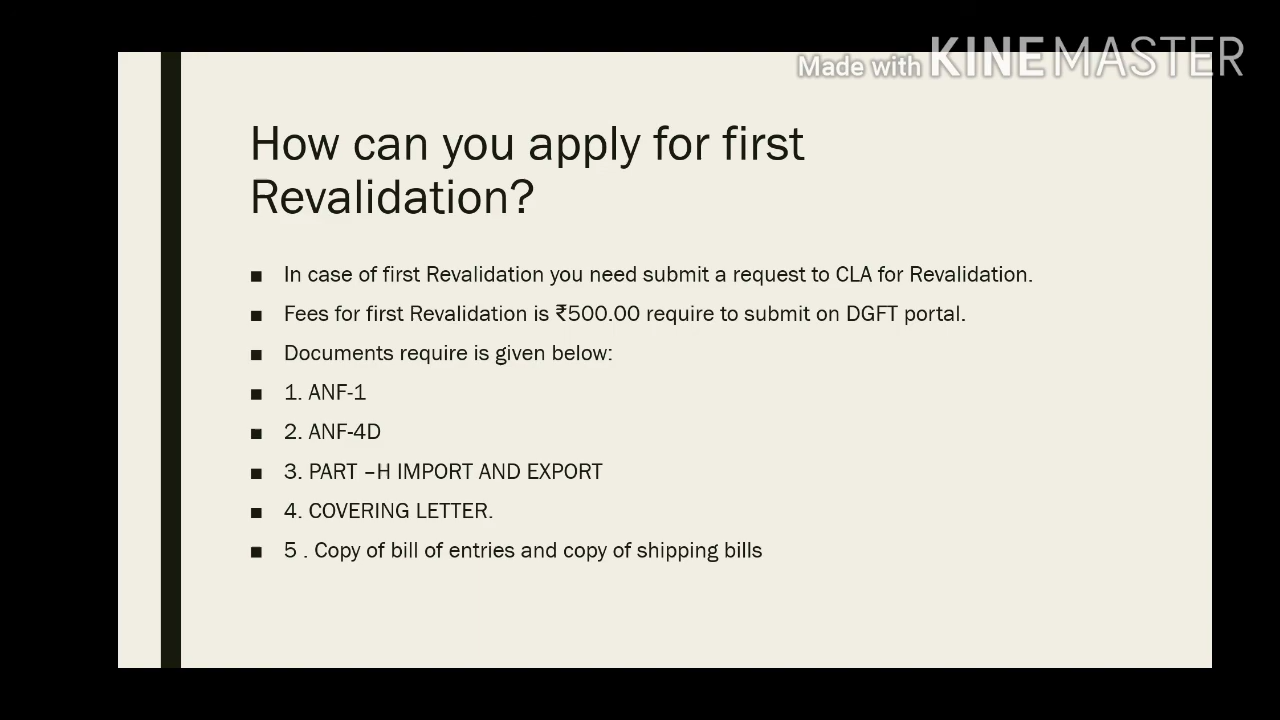 Made with KINEMASTER
How can you apply for first
Revalidation?
■ In case of first Revalidation you need submit a request to CLA for Revalidation.
■ Fees for first Revalidation is ₹500.00 require to submit on DGFT portal.
■ Documents require is given below:
■ 1. ANF-1
■ 2. ANF-4D
■ 3. PART –H IMPORT AND EXPORT
■ 4. COVERING LETTER.
■ 5 . Copy of bill of entries and copy of shipping bills